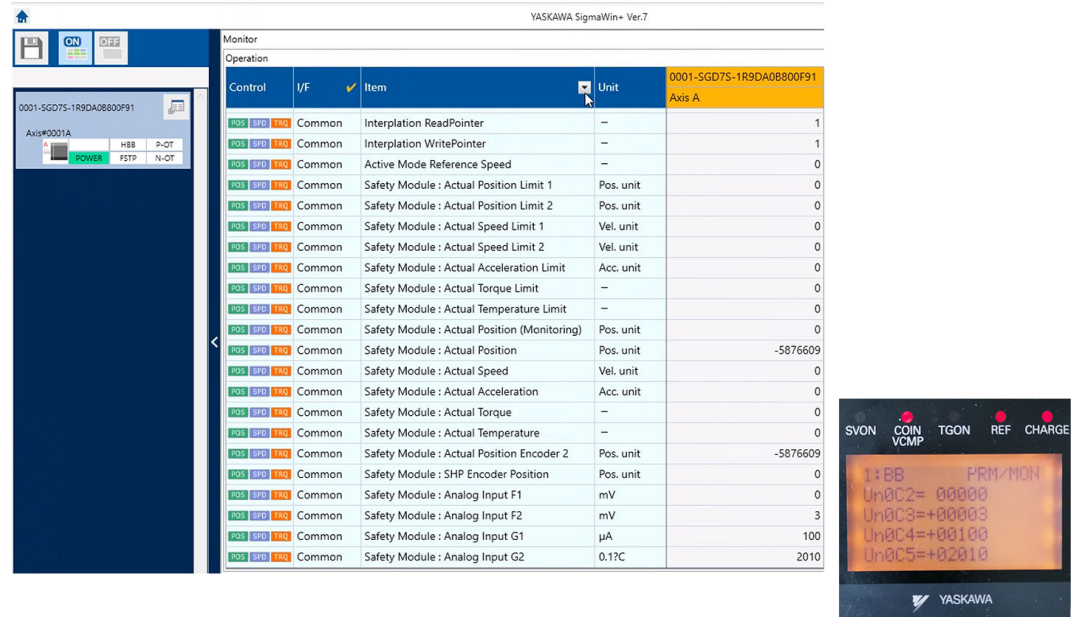 YASKAWA SigmaWin+ Ver.7
ON OFF
Monitor
Operation
0001-SGD7S-1R9DA0B800F91
Axis#0001A
A HBB P-OT
POWER FSTP N-OT
Control I/F Item Unit 0001-SGD7S-1R9DA0B800F91
Axis A
POS SPD TRQ Common Interplation ReadPointer – 1
POS SPD TRQ Common Interplation WritePointer – 1
POS SPD TRQ Common Active Mode Reference Speed – 0
POS SPD TRQ Common Safety Module : Actual Position Limit 1 Pos. unit 0
POS SPD TRQ Common Safety Module : Actual Position Limit 2 Pos. unit 0
POS SPD TRQ Common Safety Module : Actual Speed Limit 1 Vel. unit 0
POS SPD TRQ Common Safety Module : Actual Speed Limit 2 Vel. unit 0
POS SPD TRQ Common Safety Module : Actual Acceleration Limit Acc. unit 0
POS SPD TRQ Common Safety Module : Actual Torque Limit – 0
POS SPD TRQ Common Safety Module : Actual Temperature Limit – 0
POS SPD TRQ Common Safety Module : Actual Position (Monitoring) Pos. unit 0
POS SPD TRQ Common Safety Module : Actual Position Pos. unit -5876609
POS SPD TRQ Common Safety Module : Actual Speed Vel. unit 0
POS SPD TRQ Common Safety Module : Actual Acceleration Acc. unit 0
POS SPD TRQ Common Safety Module : Actual Torque – 0
POS SPD TRQ Common Safety Module : Actual Temperature – 0
POS SPD TRQ Common Safety Module : Actual Position Encoder 2 Pos. unit -5876609
POS SPD TRQ Common Safety Module : SHP Encoder Position Pos. unit 0
POS SPD TRQ Common Safety Module : Analog Input F1 mV 0
POS SPD TRQ Common Safety Module : Analog Input F2 mV 3
POS SPD TRQ Common Safety Module : Analog Input G1 µA 100
POS SPD TRQ Common Safety Module : Analog Input G2 0.1?C 2010
SVON COIN TGON REF CHARGE
VCMP
1:BB PRM/MON
Un0C2= 00000
Un0C3=+00003
Un0C4=+00100
Un0C5=+02010
YASKAWA